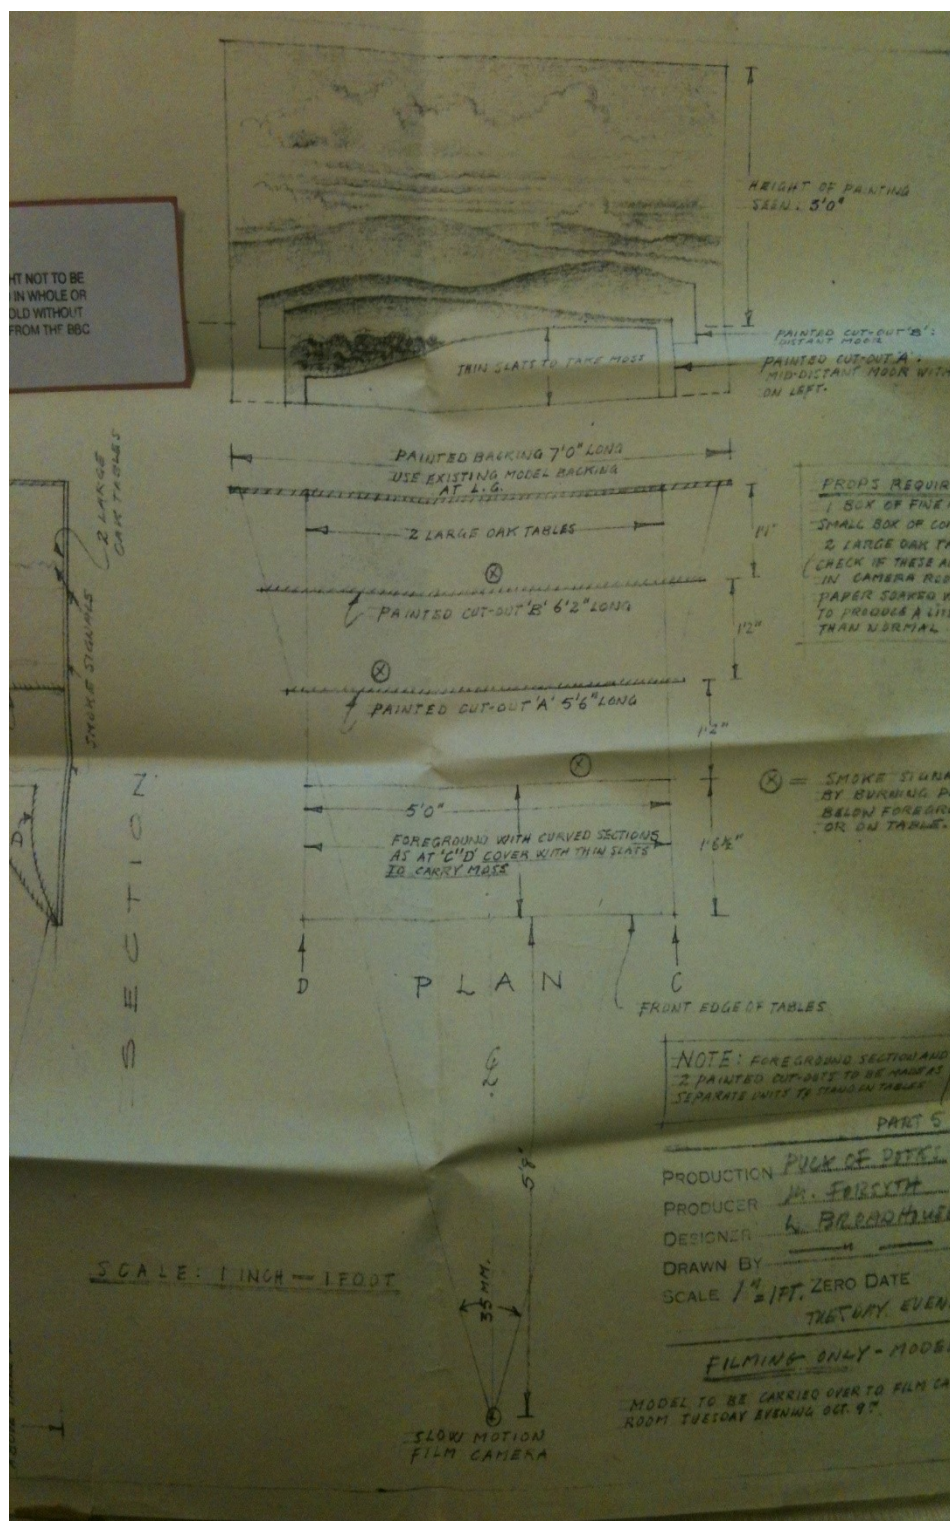 HEIGHT OF PAINTING
SEEN: 3'0"
HT NOT TO BE
IN WHOLE OR
OLD WITHOUT
FROM THE BBC
PAINTED CUT-OUT 'B':
DISTANT MOOR
THIN SLATS TO TAKE MOSS
PAINTED CUT-OUT 'A':
MID-DISTANT MOOR WITH
ON LEFT.
PAINTED BACKING 7'0" LONG
USE EXISTING MODEL BACKING
AT L.G.
2 LARGE
OAK TABLES
2 LARGE OAK TABLES
1'1"
PROPS REQUIR
1 BOX OF FINE
SMALL BOX OF
2 LARGE OAK TA
(CHECK IF THESE A
IN CAMERA ROO
PAPER SOAKED
TO PRODUCE A
THAN NORMAL
PAINTED CUT-OUT 'B' 6'2" LONG
1'2"
SMOKE SIGNALS
PAINTED CUT-OUT 'A' 5'6" LONG
1'2"
= SMOKE SIGNA
BY BURNING P
BELOW FOREGR
OR ON TABLE.
5'0"
FOREGROUND WITH CURVED SECTIONS
AS AT 'C' 'D' COVER WITH THIN SLATS
TO CARRY MOSS
1'6½"
D
SECTION
D
PLAN
C
FRONT EDGE OF TABLES
NOTE: FOREGROUND SECTION AND
2 PAINTED CUT-OUTS TO BE MADE AS
SEPARATE UNITS TO STAND ON TABLES
PART 5
PRODUCTION PUCK OF
PRODUCER M. FORSYTH
DESIGNER L. BROADHOUSE
DRAWN BY
SCALE 1" = 1FT. ZERO DATE
TUESDAY. EVEN
5'9"
SCALE: 1 INCH = 1 FOOT
35 MM.
FILMING ONLY - MODEL
MODEL TO BE CARRIED OVER TO FILM CA
ROOM TUESDAY EVENING OCT. 9TH
SLOW MOTION
FILM CAMERA